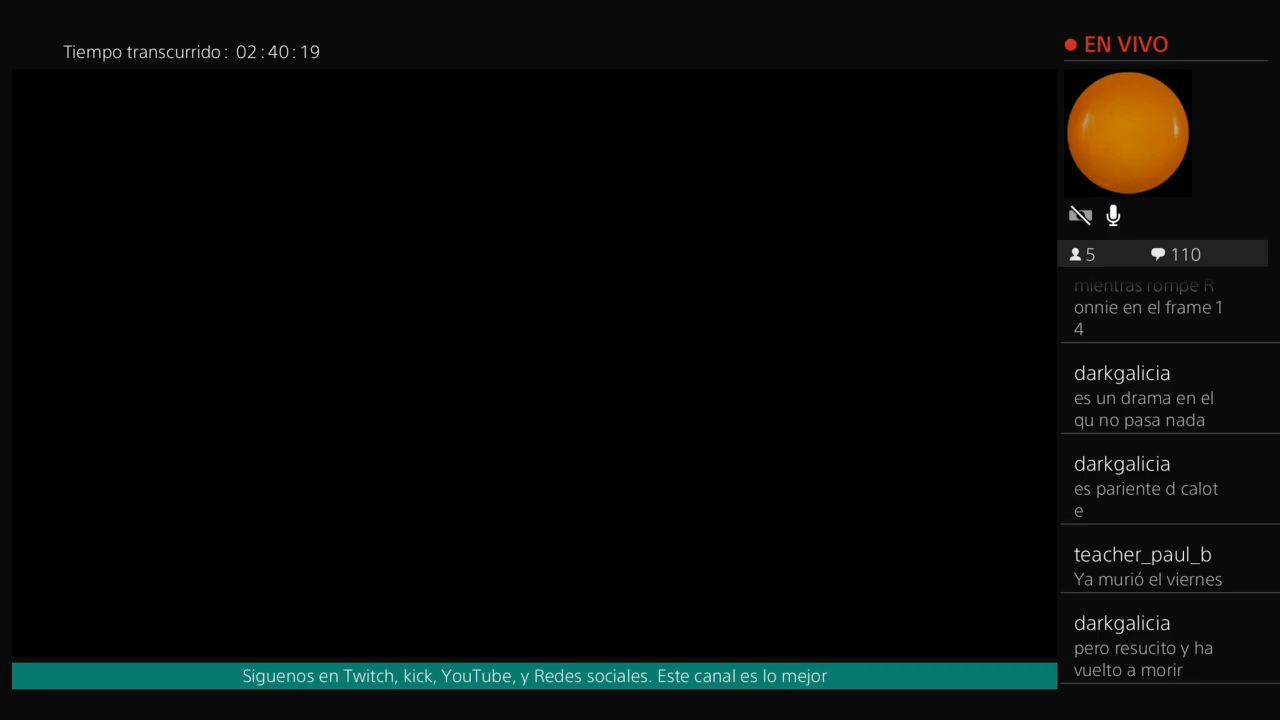 Tiempo transcurrido: 02:40:19
EN VIVO
5
110
mientras rompe R
onnie en el frame 1
4
darkgalicia
es un drama en el
qu no pasa nada
darkgalicia
es pariente d calot
e
teacher_paul_b
Ya murió el viernes
darkgalicia
pero resucito y ha
vuelto a morir
Siguenos en Twitch, kick, YouTube, y Redes sociales. Este canal es lo mejor